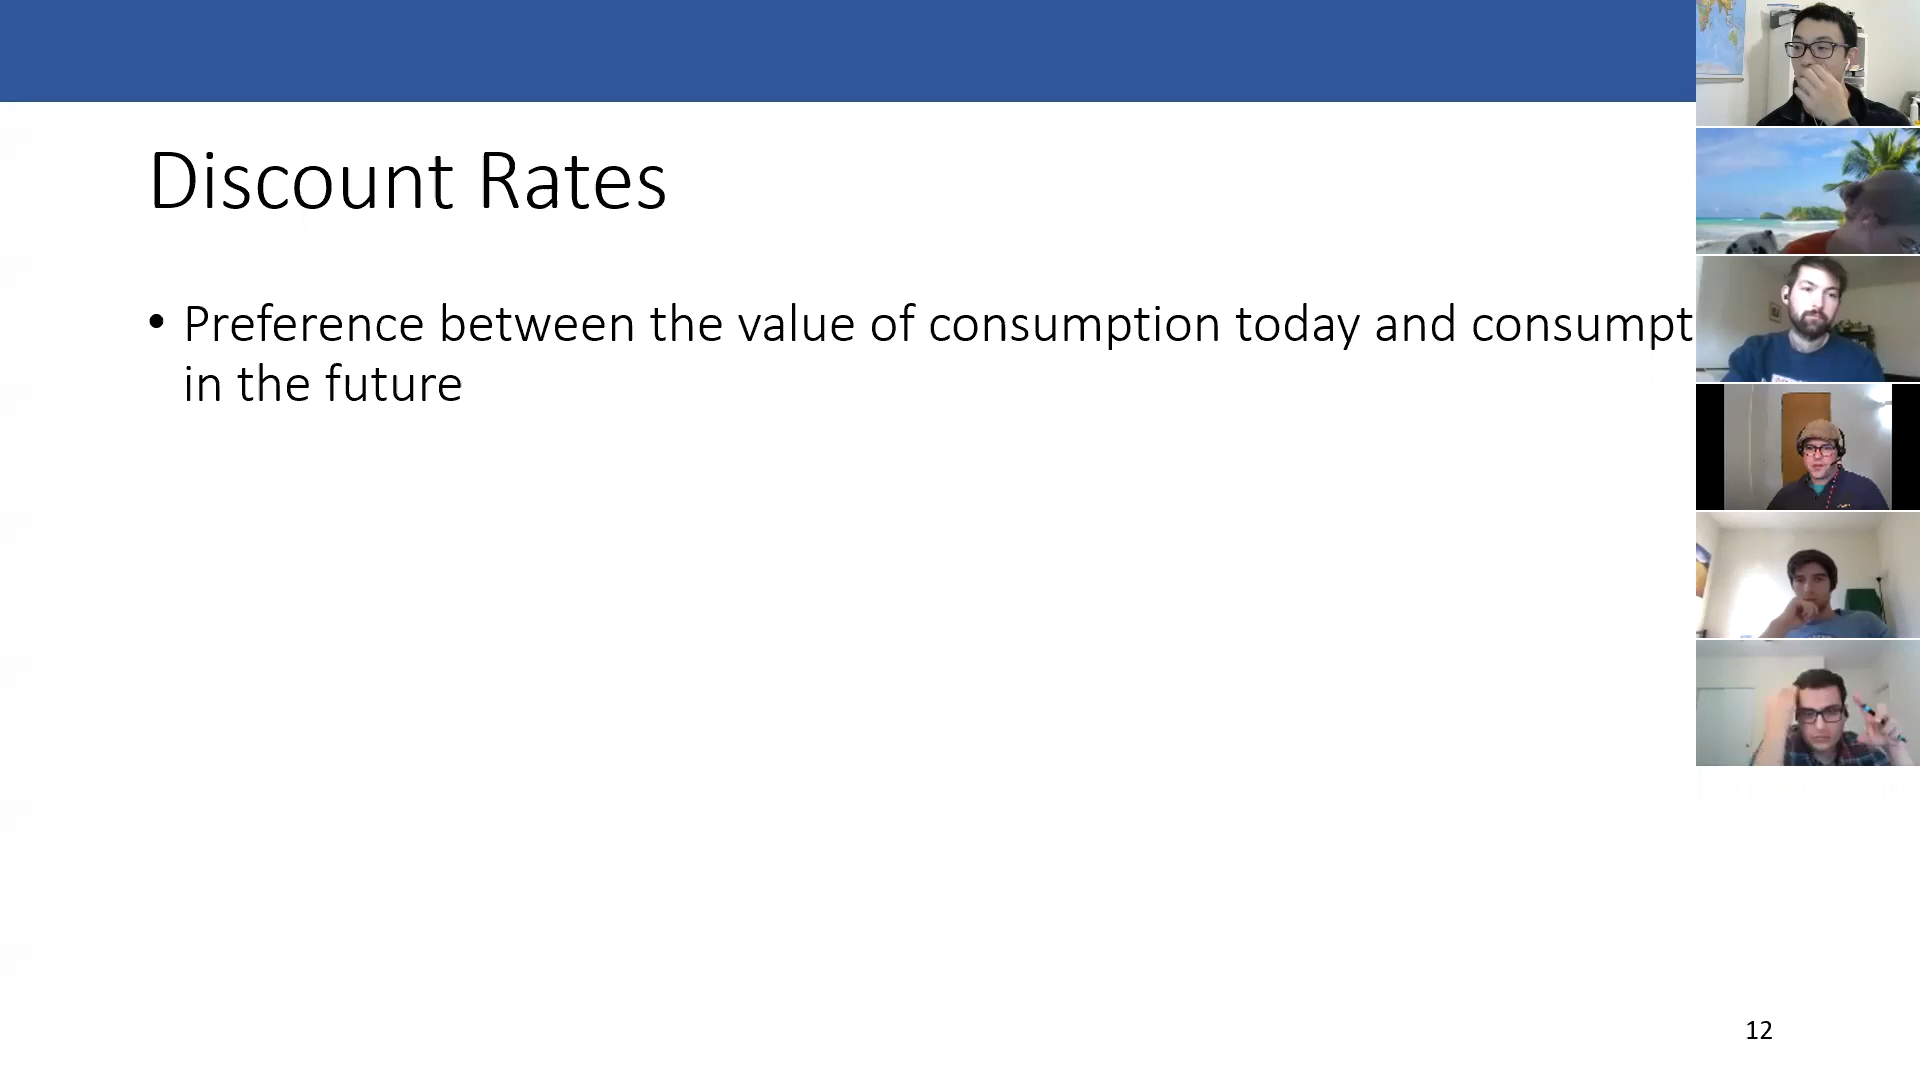 Discount Rates
• Preference between the value of consumption today and consumpt
in the future
12